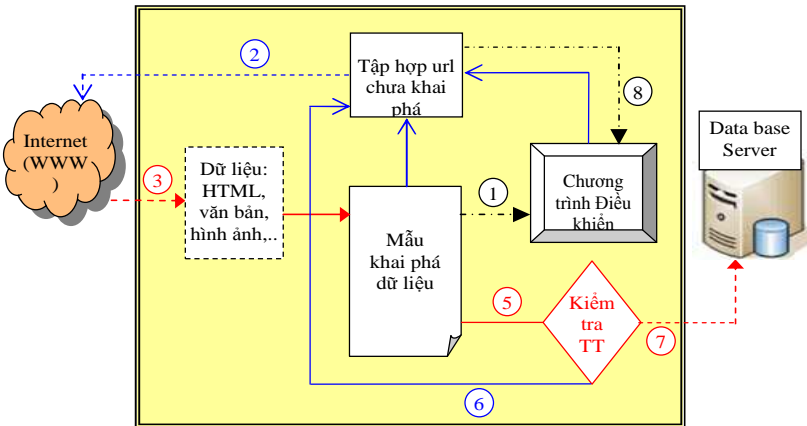 2
Tập hợp url
chưa khai
phá
8
Internet
(WWW
)
3
Dữ liệu:
HTML,
văn bản,
hình ảnh,..
Mẫu
khai phá
dữ liệu
1
Chương
trình Điều
khiển
Data base
Server
5
Kiểm
tra
TT
7
6